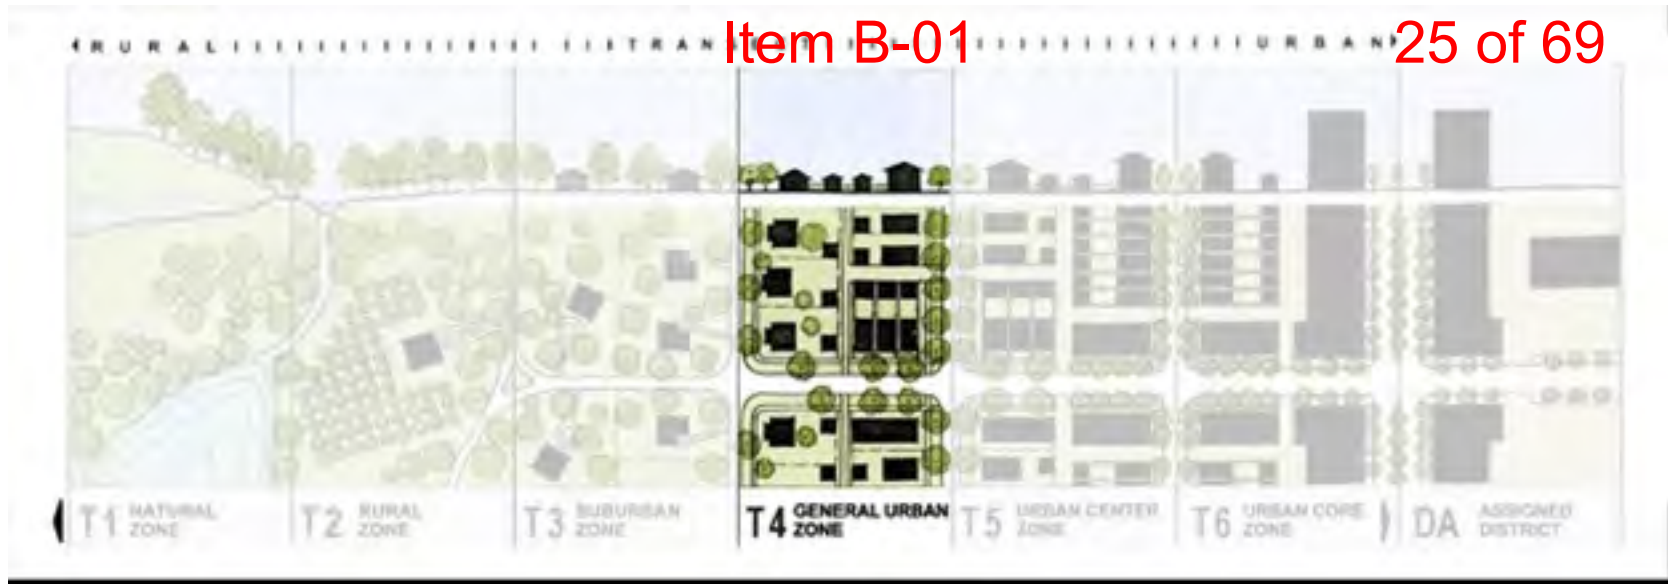 Item B-01
25 of 69
RURAL TRANSECT URBAN
T1 NATURAL ZONE
T2 RURAL ZONE
T3 SUBURBAN ZONE
T4 GENERAL URBAN ZONE
T5 URBAN CENTER ZONE
T6 URBAN CORE ZONE
DA ASSIGNED DISTRICT